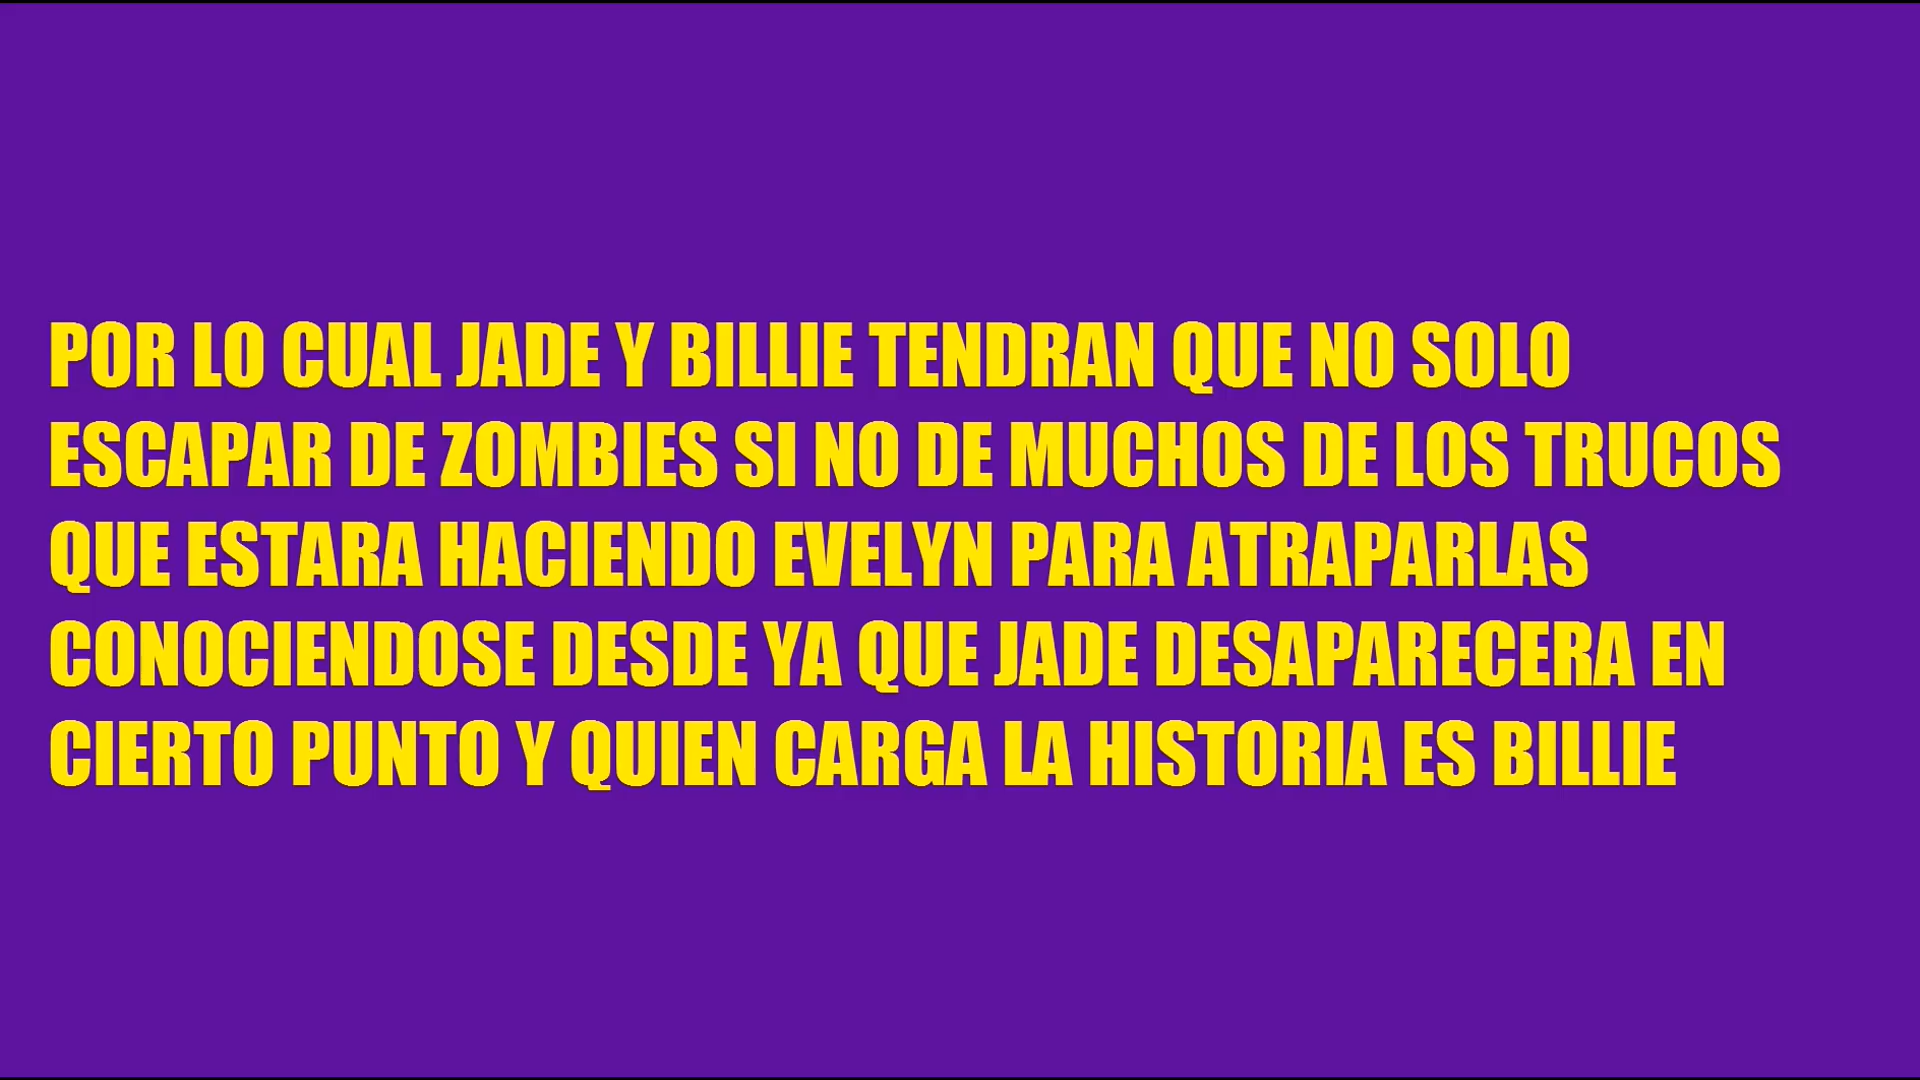 POR LO CUAL JADE Y BILLIE TENDRAN QUE NO SOLO
ESCAPAR DE ZOMBIES SI NO DE MUCHOS DE LOS TRUCOS
QUE ESTARA HACIENDO EVELYN PARA ATRAPARLAS
CONOCIENDOSE DESDE YA QUE JADE DESAPARECERA EN
CIERTO PUNTO Y QUIEN CARGA LA HISTORIA ES BILLIE